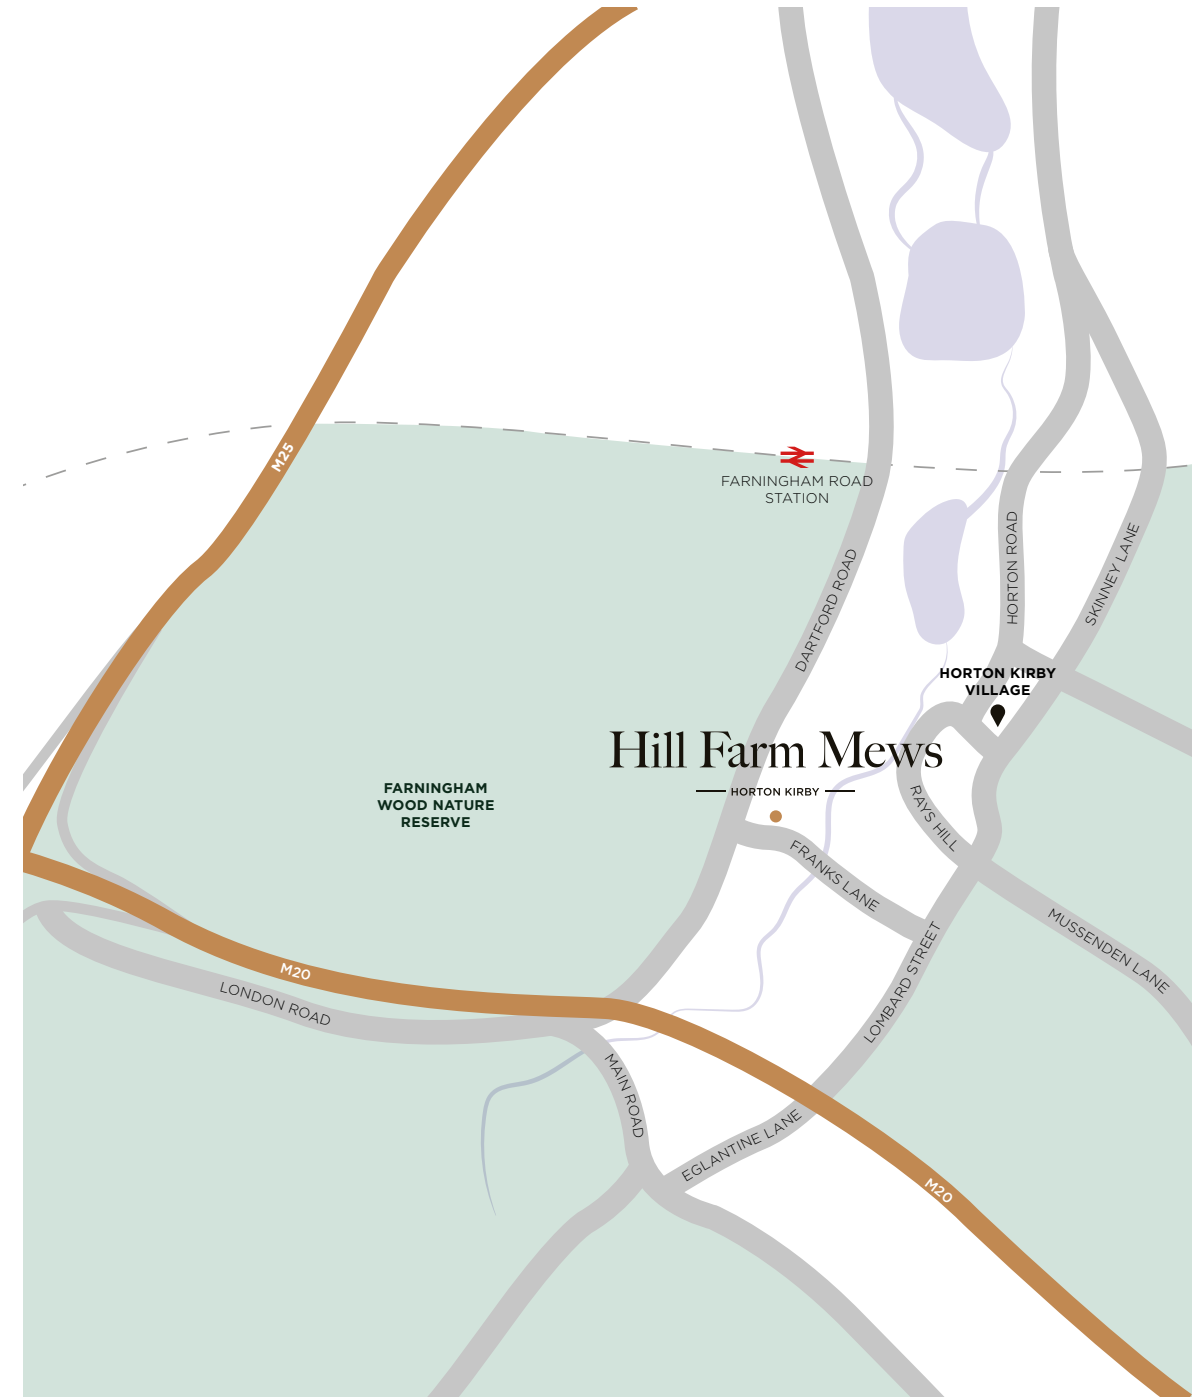 M25
FARNINGHAM ROAD
STATION
DARTFORD ROAD
HORTON ROAD
SKINNEY LANE
HORTON KIRBY
VILLAGE
Hill Farm Mews
HORTON KIRBY
FARNINGHAM
WOOD NATURE
RESERVE
RAYS HILL
FRANKS LANE
MUSSENDEN LANE
LOMBARD STREET
M20
LONDON ROAD
MAIN ROAD
EGLANTINE LANE
M20